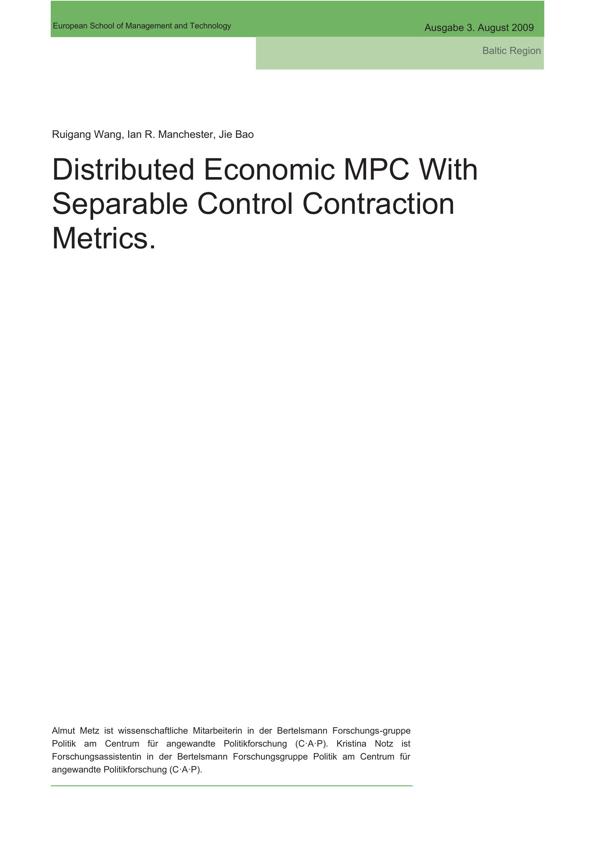 European School of Management and Technology
Ausgabe 3. August 2009
Baltic Region
Ruigang Wang, Ian R. Manchester, Jie Bao
Distributed Economic MPC With
Separable Control Contraction
Metrics.
Almut Metz ist wissenschaftliche Mitarbeiterin in der Bertelsmann Forschungs-gruppe
Politik am Centrum für angewandte Politikforschung (C·A·P). Kristina Notz ist
Forschungsassistentin in der Bertelsmann Forschungsgruppe Politik am Centrum für
angewandte Politikforschung (C·A·P).